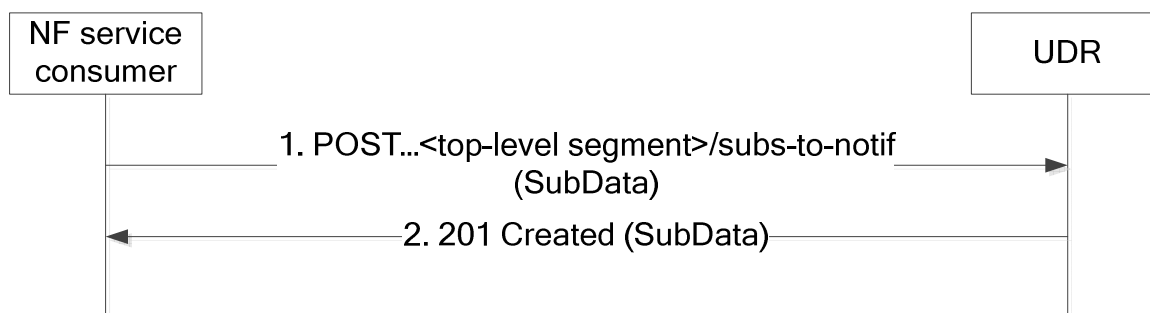 NF service
consumer
UDR
1. POST...<top-level segment>/subs-to-notif
(SubData)
2. 201 Created (SubData)